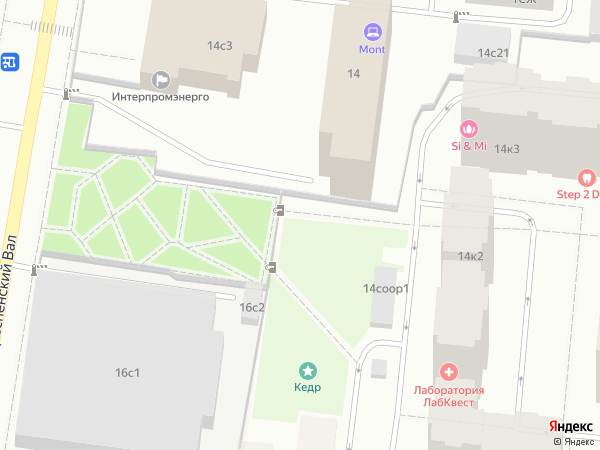 14с3
Mont
14с21
14
Интерпромэнерго
14к3
Si & Mi
Step 2 D
14к2
14соор1
16с2
16с1
Кедр
Лаборатория
ЛабКвест
Вал
Яндекс
© Яндекс